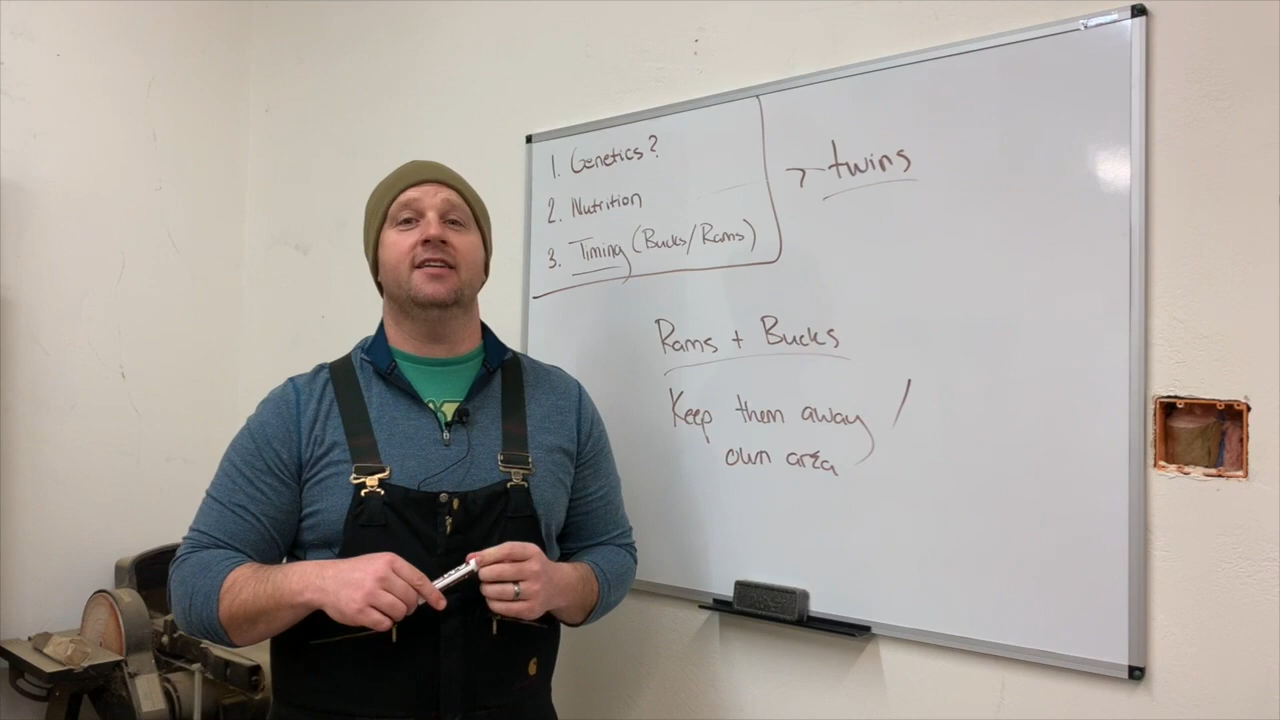 1. Genetics?
2. Nutrition
3. Timing (Bucks/Rams)
twins
Rams + Bucks
Keep them away /
own area